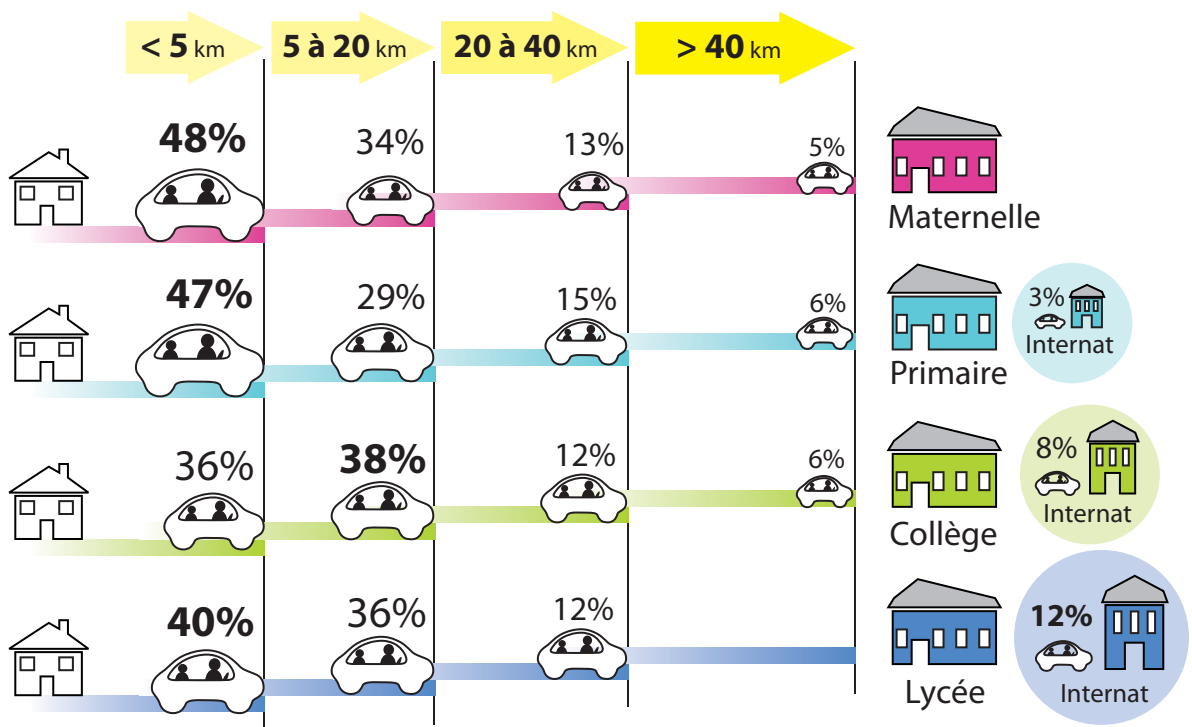 < 5 km 5 à 20 km 20 à 40 km > 40 km
48% 34% 13% 5%
Maternelle
47% 29% 15% 6%
Primaire
3%
Internat
36% 38% 12% 6%
Collège
8%
Internat
40% 36% 12%
Lycée
12%
Internat